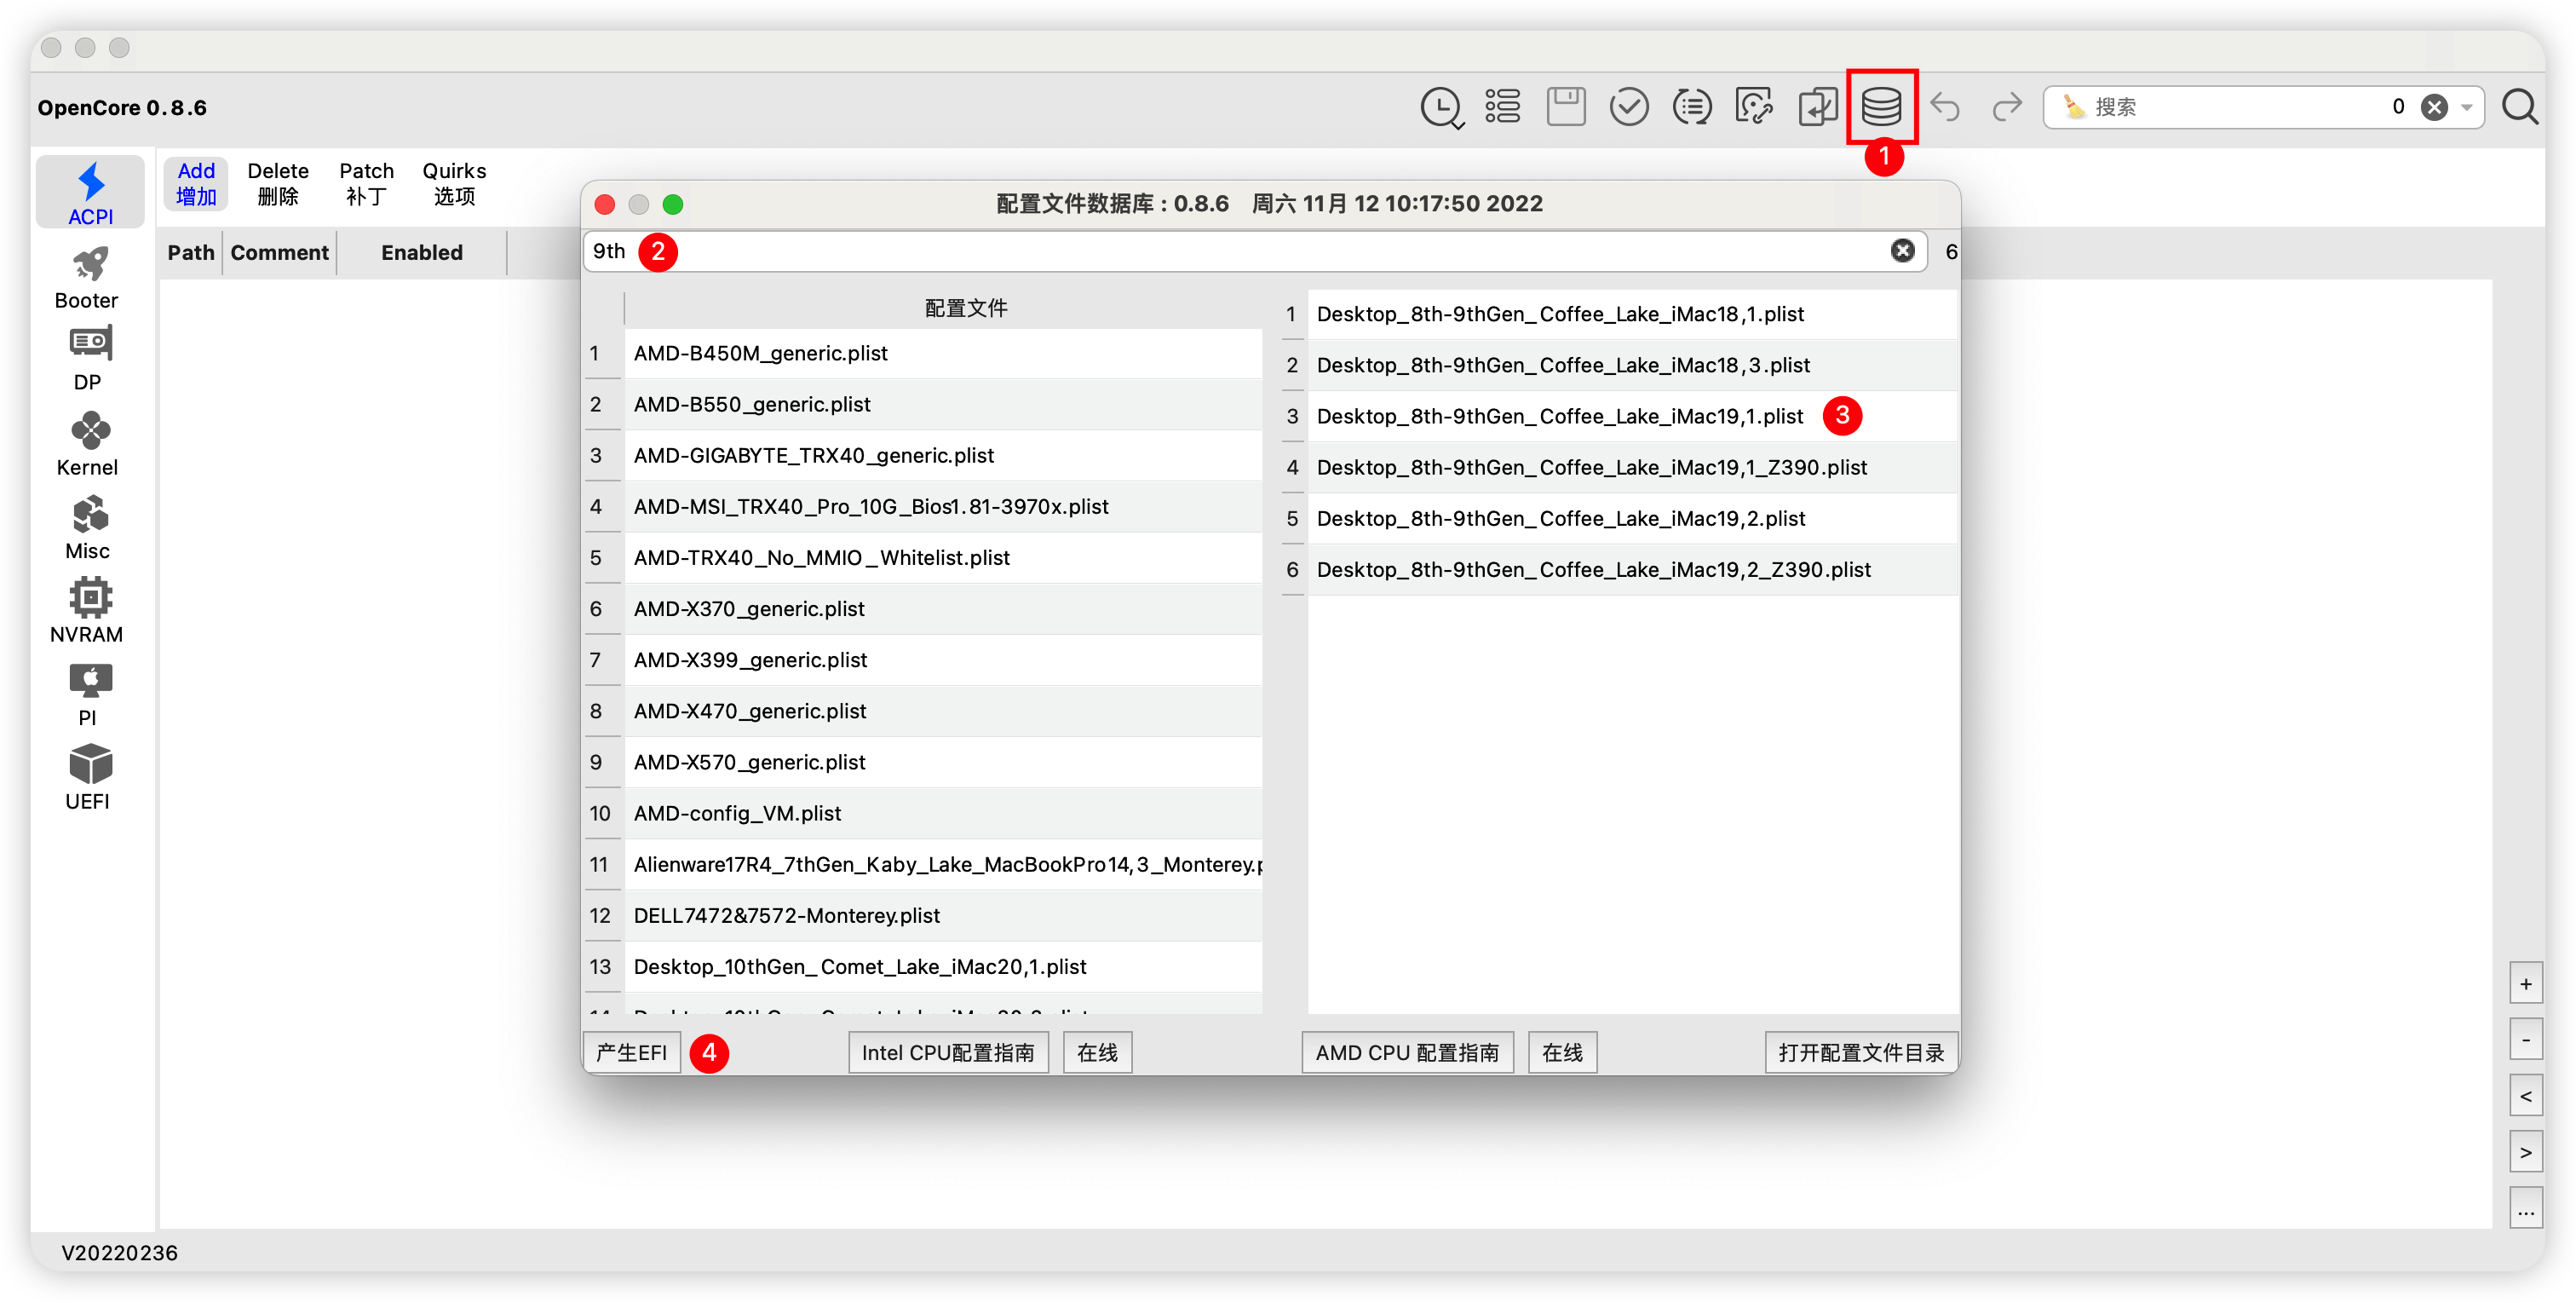 OpenCore 0.8.6
搜索 0
1
ACPI
Booter
DP
Kernel
Misc
NVRAM
PI
UEFI
Add 增加
Delete 删除
Patch 补丁
Quirks 选项
Path Comment Enabled
配置文件数据库 : 0.8.6 周六 11月 12 10:17:50 2022
9th 2 6
配置文件
1 AMD-B450M_generic.plist
2 AMD-B550_generic.plist
3 AMD-GIGABYTE_TRX40_generic.plist
4 AMD-MSI_TRX40_Pro_10G_Bios1.81-3970x.plist
5 AMD-TRX40_No_MMIO_Whitelist.plist
6 AMD-X370_generic.plist
7 AMD-X399_generic.plist
8 AMD-X470_generic.plist
9 AMD-X570_generic.plist
10 AMD-config_VM.plist
11 Alienware17R4_7thGen_Kaby_Lake_MacBookPro14,3_Monterey.p
12 DELL7472&7572-Monterey.plist
13 Desktop_10thGen_Comet_Lake_iMac20,1.plist
1 Desktop_8th-9thGen_Coffee_Lake_iMac18,1.plist
2 Desktop_8th-9thGen_Coffee_Lake_iMac18,3.plist
3 Desktop_8th-9thGen_Coffee_Lake_iMac19,1.plist 3
4 Desktop_8th-9thGen_Coffee_Lake_iMac19,1_Z390.plist
5 Desktop_8th-9thGen_Coffee_Lake_iMac19,2.plist
6 Desktop_8th-9thGen_Coffee_Lake_iMac19,2_Z390.plist
产生EFI 4 Intel CPU配置指南 在线 AMD CPU 配置指南 在线 打开配置文件目录
+
-
<
>
...
V20220236